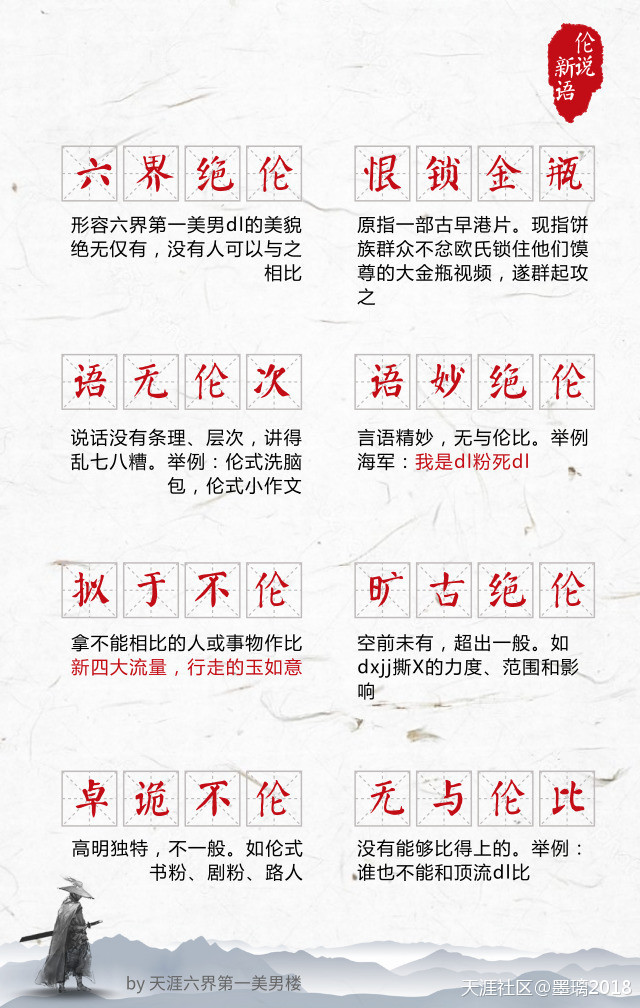 伦说
新语
六界绝伦
形容六界第一美男dl的美貌
绝无仅有，没有人可以与之
相比
恨锁金瓶
原指一部古早港片。现指饼
族群众不忿欧氏锁住他们馍
尊的大金瓶视频，遂群起攻
之
语无伦次
说话没有条理、层次，讲得
乱七八糟。举例：伦式洗脑
包，伦式小作文
语妙绝伦
言语精妙，无与伦比。举例
海军：我是dl粉死dl
拟于不伦
拿不能相比的人或事物作比
新四大流量，行走的玉如意
旷古绝伦
空前未有，超出一般。如
dxjj撕X的力度、范围和影
响
卓诡不伦
高明独特，不一般。如伦式
书粉、剧粉、路人
无与伦比
没有能够比得上的。举例：
谁也不能和顶流dl比
by 天涯六界第一美男楼
天涯社区@墨璃2018